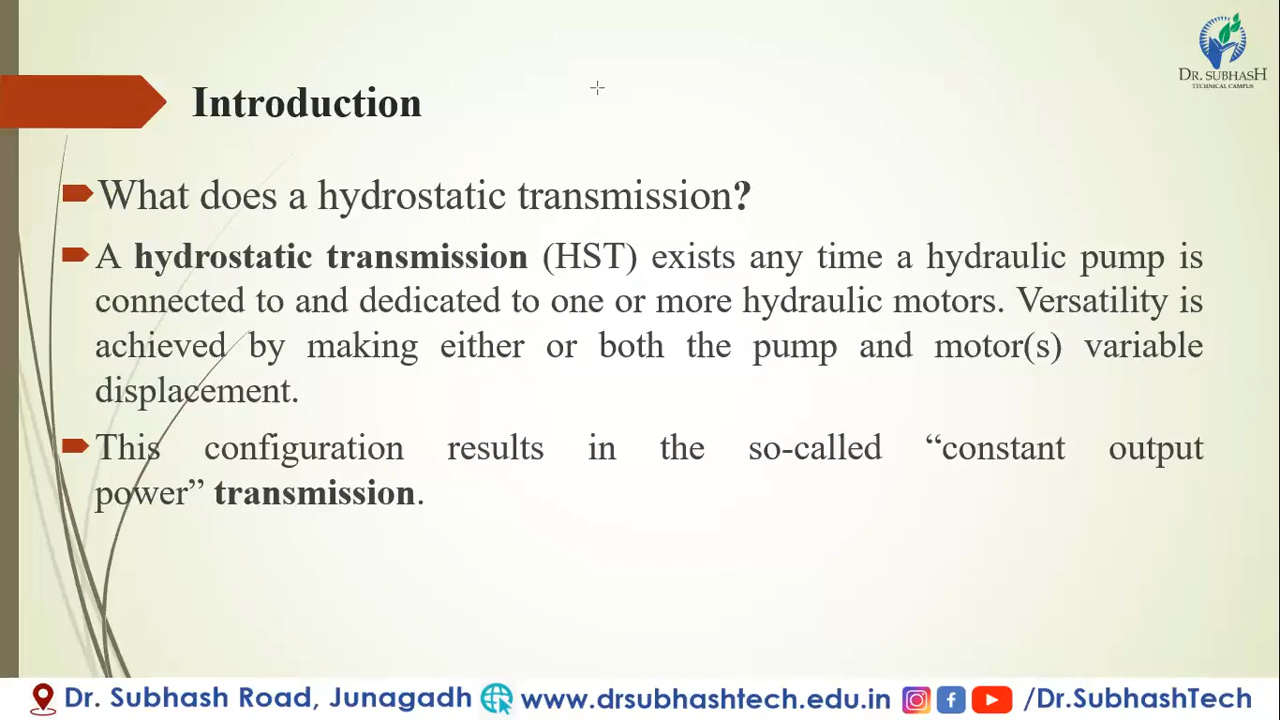 DR. SUBHASH
TECHNICAL CAMPUS
Introduction
What does a hydrostatic transmission?
A hydrostatic transmission (HST) exists any time a hydraulic pump is
connected to and dedicated to one or more hydraulic motors. Versatility is
achieved by making either or both the pump and motor(s) variable
displacement.
This configuration results in the so-called “constant output
power” transmission.
Dr. Subhash Road, Junagadh www.drsubhashtech.edu.in /Dr.SubhashTech